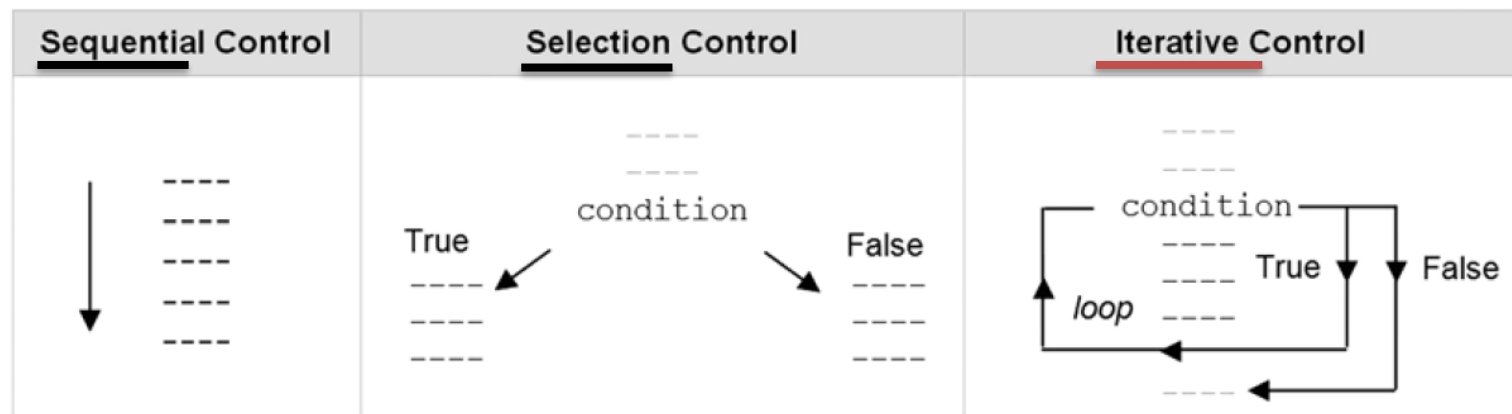 Sequential Control
Selection Control
Iterative Control
----
----
----
----
----
----
----
condition
True
False
----
----
----
----
----
----
----
----
condition
----
True
False
----
loop
----
----